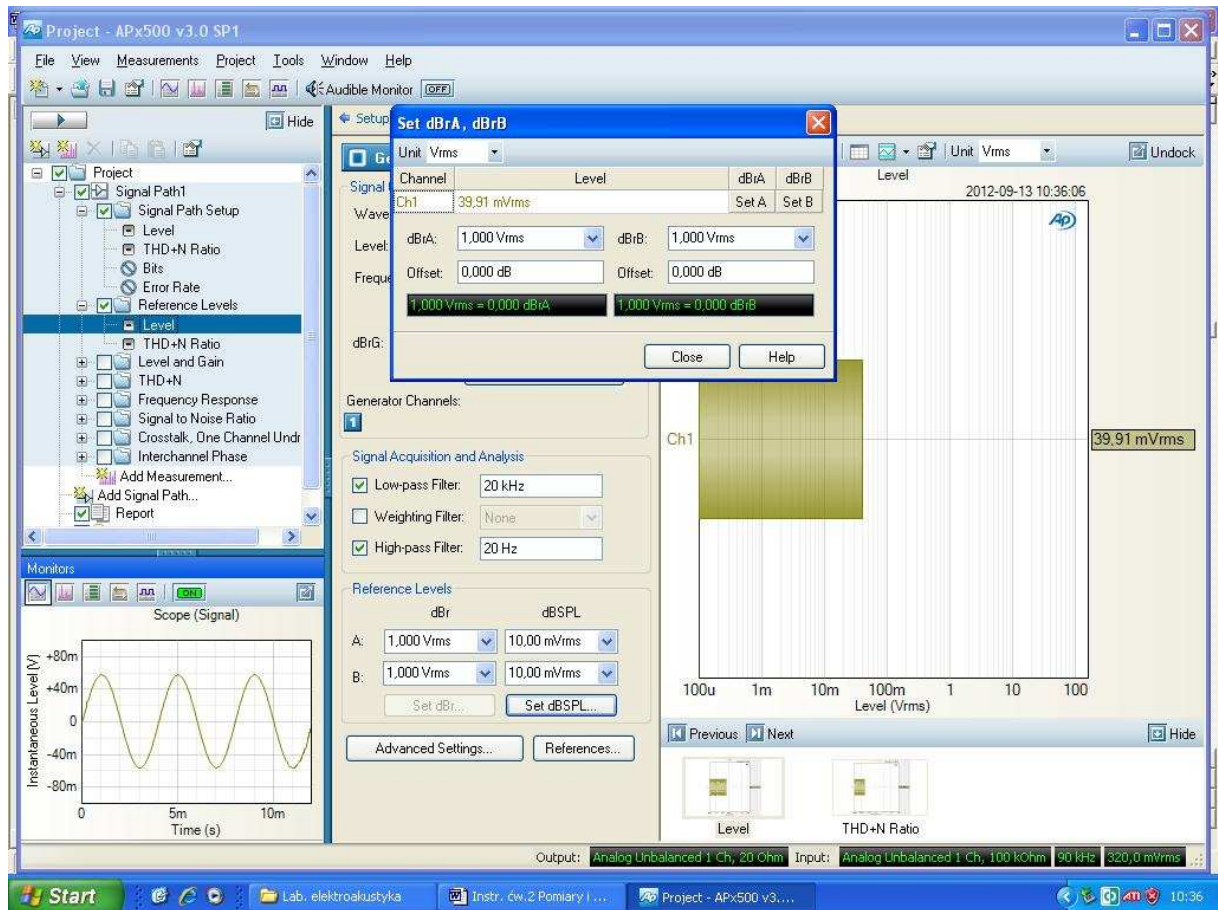 Project - APx500 v3.0 SP1
File View Measurements Project Tools Window Help
Audible Monitor OFF
Hide
Project
Signal Path1
Signal Path Setup
Level
THD+N Ratio
Bits
Error Rate
Reference Levels
Level
THD+N Ratio
Level and Gain
THD+N
Frequency Response
Signal to Noise Ratio
Crosstalk, One Channel Undr
Interchannel Phase
Add Measurement...
Add Signal Path...
Report
Monitors
ON
Scope (Signal)
Instantaneous Level (V)
+80m
+40m
0
-40m
-80m
0 5m 10m
Time (s)
Setup
Set dBrA, dBrB
Unit Vrms
Channel Level dBrA dBrB
Ch1 39,91 mVrms Set A Set B
dBrA: 1,000 Vrms dBrB: 1,000 Vrms
Offset: 0,000 dB Offset: 0,000 dB
1,000 Vrms = 0,000 dBrA 1,000 Vrms = 0,000 dBrB
Close Help
Ge
Signal
Wave
Level:
Freque
dBrG:
Generator Channels:
1
Signal Acquisition and Analysis
Low-pass Filter: 20 kHz
Weighting Filter: None
High-pass Filter: 20 Hz
Reference Levels
dBr dBSPL
A: 1,000 Vrms 10,00 mVrms
B: 1,000 Vrms 10,00 mVrms
Set dBr... Set dBSPL...
Advanced Settings... References...
Unit Vrms Undock
Level
2012-09-13 10:36:06
AP
Ch1
39,91 mVrms
100u 1m 10m 100m 1 10 100
Level (Vrms)
Previous Next Hide
Level THD+N Ratio
Output: Analog Unbalanced 1 Ch, 20 Ohm Input: Analog Unbalanced 1 Ch, 100 kOhm 90 kHz 320,0 mVrms
Start Lab. elektroakustyka Instr. ćw.2 Pomiary i ... Project - APx500 v3.... 10:36